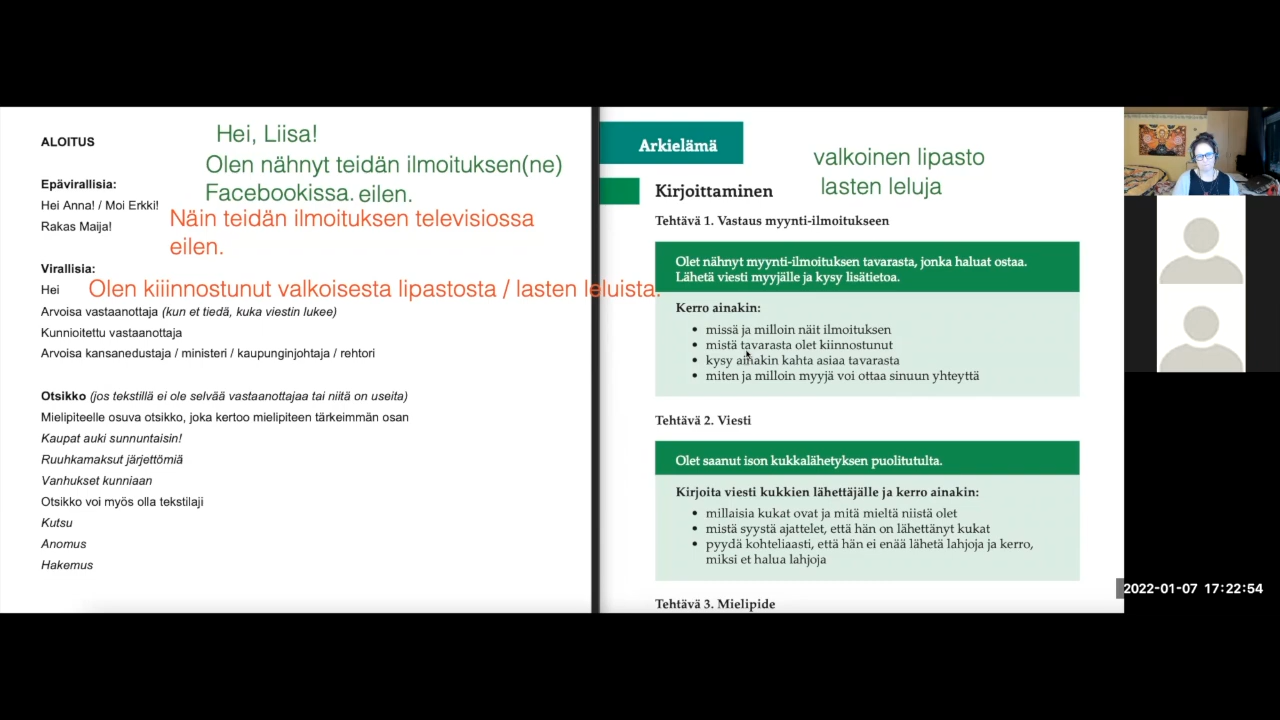 ALOITUS
Hei, Liisa!
Olen nähnyt teidän ilmoituksen(ne)
Facebookissa. eilen.
Epävirallisia:
Hei Anna! / Moi Erkki!
Rakas Maija!
Näin teidän ilmoituksen televisiossa
eilen.
Virallisia:
Hei
Olen kiiinnostunut valkoisesta lipastosta / lasten leluista.
Arvoisa vastaanottaja (kun et tiedä, kuka viestin lukee)
Kunnioitettu vastaanottaja
Arvoisa kansanedustaja / ministeri / kaupunginjohtaja / rehtori
Otsikko (jos tekstillä ei ole selvää vastaanottajaa tai niitä on useita)
Mielipiteelle osuva otsikko, joka kertoo mielipiteen tärkeimmän osan
Kaupat auki sunnuntaisin!
Ruuhkamaksut järjettömiä
Vanhukset kunniaan
Otsikko voi myös olla tekstilaji
Kutsu
Anomus
Hakemus
Arkielämä
valkoinen lipasto
lasten leluja
Kirjoittaminen
Tehtävä 1. Vastaus myynti-ilmoitukseen
Olet nähnyt myynti-ilmoituksen tavarasta, jonka haluat ostaa.
Lähetä viesti myyjälle ja kysy lisätietoa.
Kerro ainakin:
• missä ja milloin näit ilmoituksen
• mistä tavarasta olet kiinnostunut
• kysy ainakin kahta asiaa tavarasta
• miten ja milloin myyjä voi ottaa sinuun yhteyttä
Tehtävä 2. Viesti
Olet saanut ison kukkalähetyksen puolitutulta.
Kirjoita viesti kukkien lähettäjälle ja kerro ainakin:
• millaisia kukat ovat ja mitä mieltä niistä olet
• mistä syystä ajattelet, että hän on lähettänyt kukat
• pyydä kohteliaasti, että hän ei enää lähetä lahjoja ja kerro,
miksi et halua lahjoja
Tehtävä 3. Mielipide
2022-01-07 17:22:54